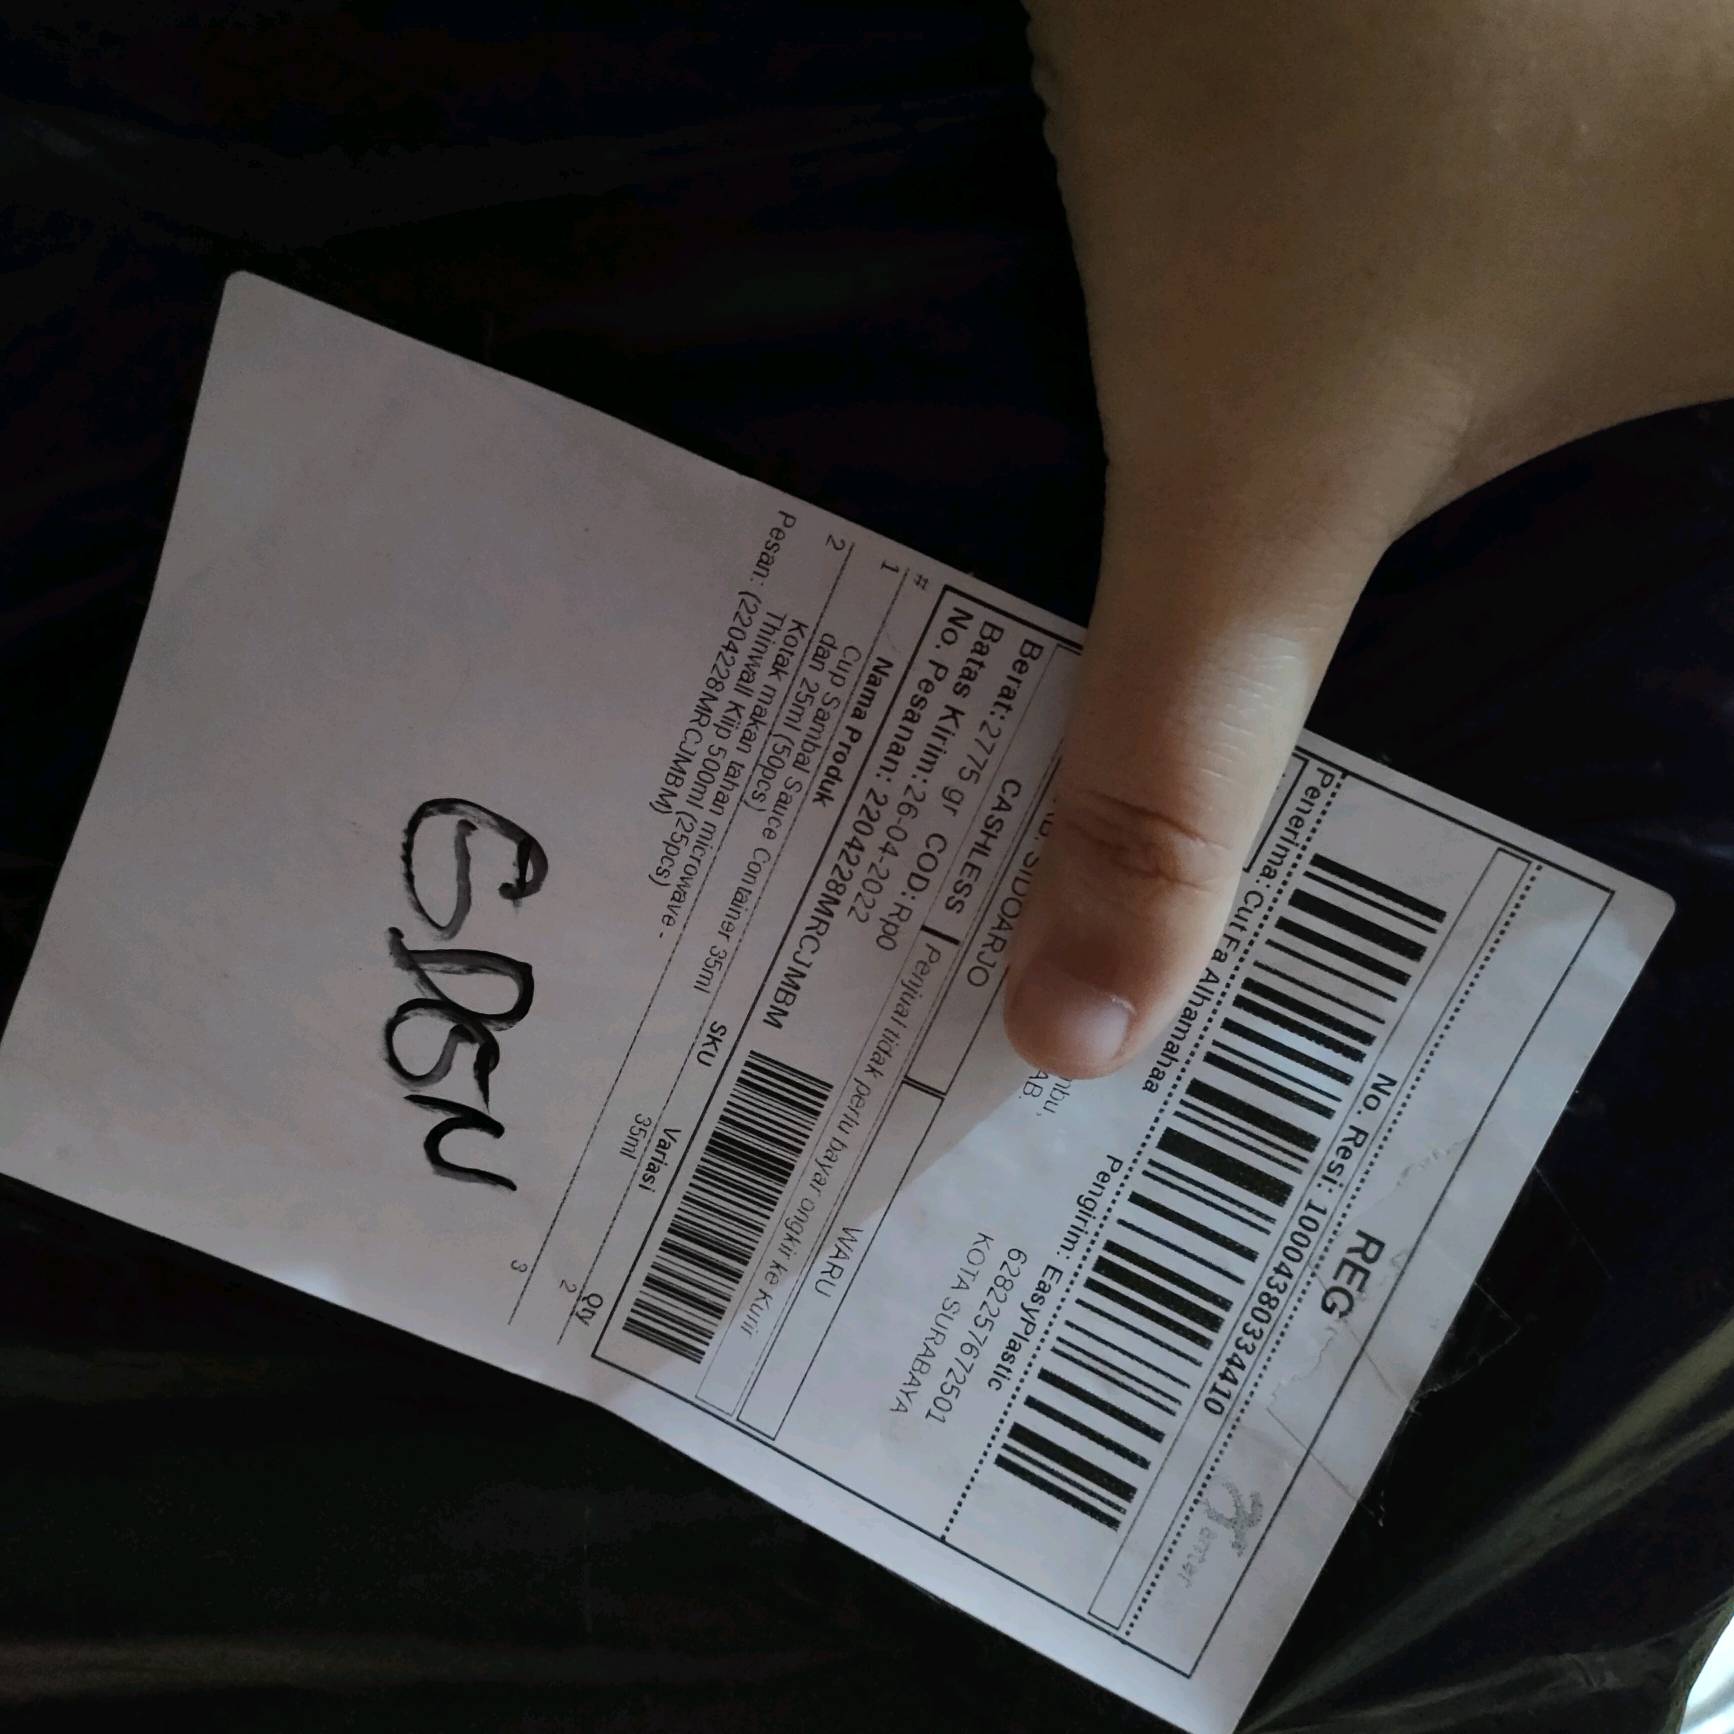 REG
No. Resi: 10004380334410
Penerima: Cut Fa Alhamahaa
Pengirim: EasyPlastic
6282257672501
KOTA SURABAYA
mbu,
AB.
SIDOARJO
WARU
CASHLESS
Penjual tidak perlu bayar ongkir ke Kurir
Berat: 2775 gr COD: Rp0
Batas Kirim: 26-04-2022
No. Pesanan: 2204228MRCJMBM
# Nama Produk SKU Variasi Qty
1 Cup Sambal Sauce Container 35ml 35ml 2
dan 25ml (50pcs)
2 Kotak makan tahan microwave - 3
Thinwall Kiip 500ml (25pcs)
Pesan: (2204228MRCJMBM)